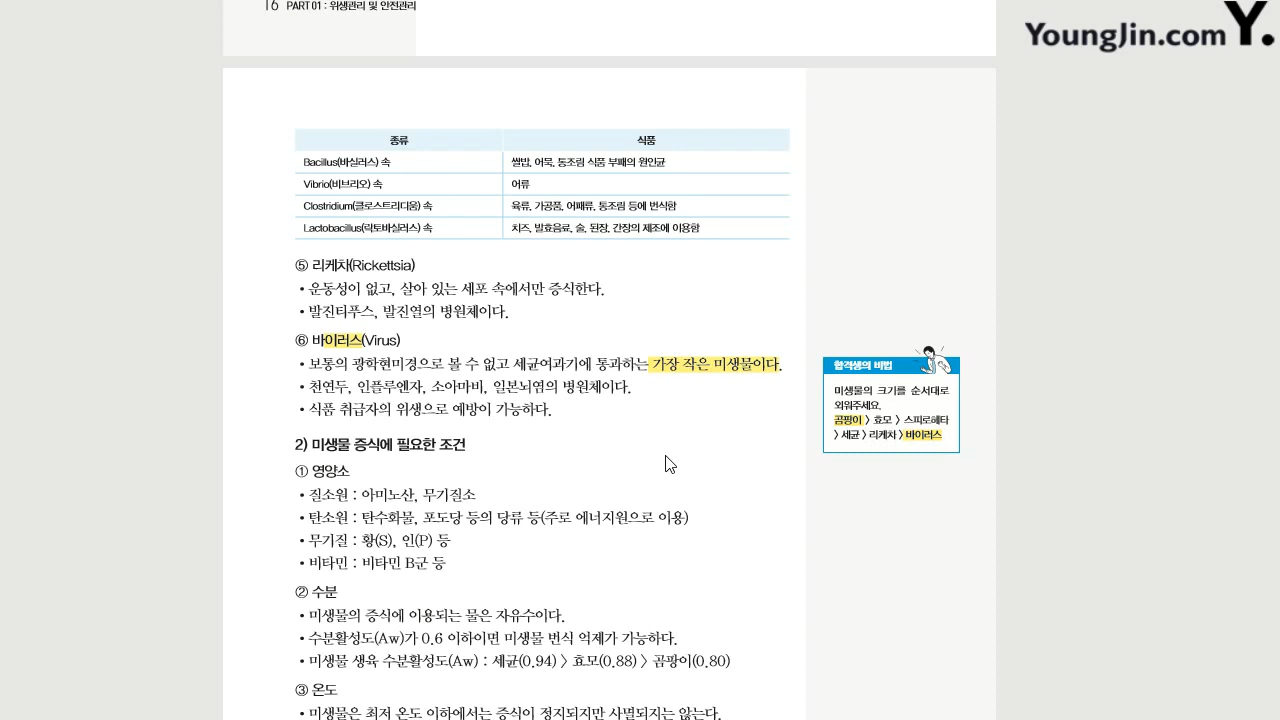 16 PART 01 : 위생관리 및 안전관리
YoungJin.com Y.
종류 식품
Bacillus(바실러스) 속 쌀밥, 어묵, 통조림 식품 부패의 원인균
Vibrio(비브리오) 속 어류
Clostridium(클로스트리디움) 속 육류, 가공품, 어패류, 통조림 등에 번식함
Lactobacillus(락토바실러스) 속 치즈, 발효음료, 술, 된장, 간장의 제조에 이용함
⑤ 리케차(Rickettsia)
• 운동성이 없고, 살아 있는 세포 속에서만 증식한다.
• 발진티푸스, 발진열의 병원체이다.
⑥ 바이러스(Virus)
• 보통의 광학현미경으로 볼 수 없고 세균여과기에 통과하는 가장 작은 미생물이다.
• 천연두, 인플루엔자, 소아마비, 일본뇌염의 병원체이다.
• 식품 취급자의 위생으로 예방이 가능하다.
2) 미생물 증식에 필요한 조건
① 영양소
• 질소원 : 아미노산, 무기질소
• 탄소원 : 탄수화물, 포도당 등의 당류 등(주로 에너지원으로 이용)
• 무기질 : 황(S), 인(P) 등
• 비타민 : 비타민 B군 등
② 수분
• 미생물의 증식에 이용되는 물은 자유수이다.
• 수분활성도(Aw)가 0.6 이하이면 미생물 번식 억제가 가능하다.
• 미생물 생육 수분활성도(Aw) : 세균(0.94) 〉 효모(0.88) 〉 곰팡이(0.80)
③ 온도
• 미생물은 최저 온도 이하에서는 증식이 정지되지만 사멸되지는 않는다.
합격생의 비법
미생물의 크기를 순서대로
외워주세요.
곰팡이 〉 효모 〉 스피로헤타
〉 세균 〉 리케차 〉 바이러스